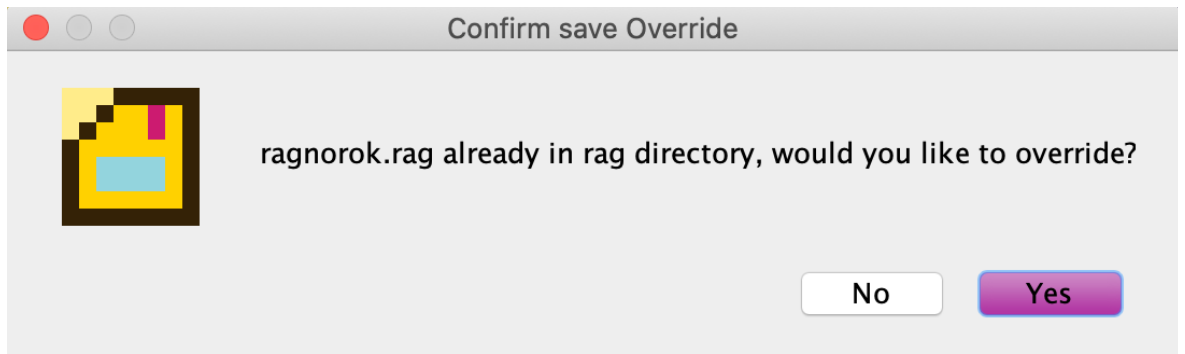 Confirm save Override
ragnorok.rag already in rag directory, would you like to override?
No
Yes